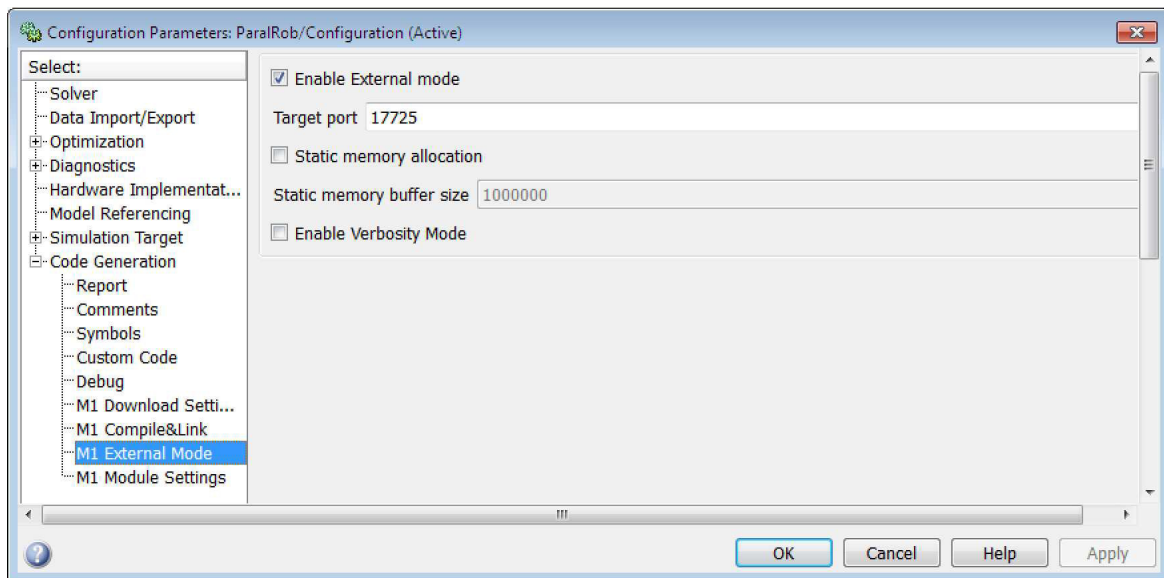 Configuration Parameters: ParalRob/Configuration (Active)
Select:
Solver
Data Import/Export
Optimization
Diagnostics
Hardware Implementat...
Model Referencing
Simulation Target
Code Generation
Report
Comments
Symbols
Custom Code
Debug
M1 Download Setti...
M1 Compile&Link
M1 External Mode
M1 Module Settings
Enable External mode
Target port 17725
Static memory allocation
Static memory buffer size 1000000
Enable Verbosity Mode
OK Cancel Help Apply